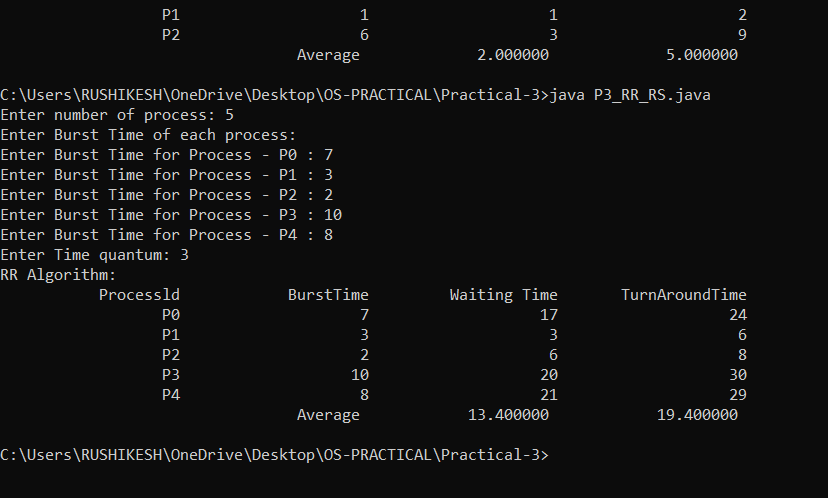 P1 1 1 2
P2 6 3 9
Average 2.000000 5.000000
C:\Users\RUSHIKESH\OneDrive\Desktop\OS-PRACTICAL\Practical-3>java P3_RR_RS.java
Enter number of process: 5
Enter Burst Time of each process:
Enter Burst Time for Process - P0 : 7
Enter Burst Time for Process - P1 : 3
Enter Burst Time for Process - P2 : 2
Enter Burst Time for Process - P3 : 10
Enter Burst Time for Process - P4 : 8
Enter Time quantum: 3
RR Algorithm:
Processld BurstTime Waiting Time TurnAroundTime
P0 7 17 24
P1 3 3 6
P2 2 6 8
P3 10 20 30
P4 8 21 29
Average 13.400000 19.400000
C:\Users\RUSHIKESH\OneDrive\Desktop\OS-PRACTICAL\Practical-3>